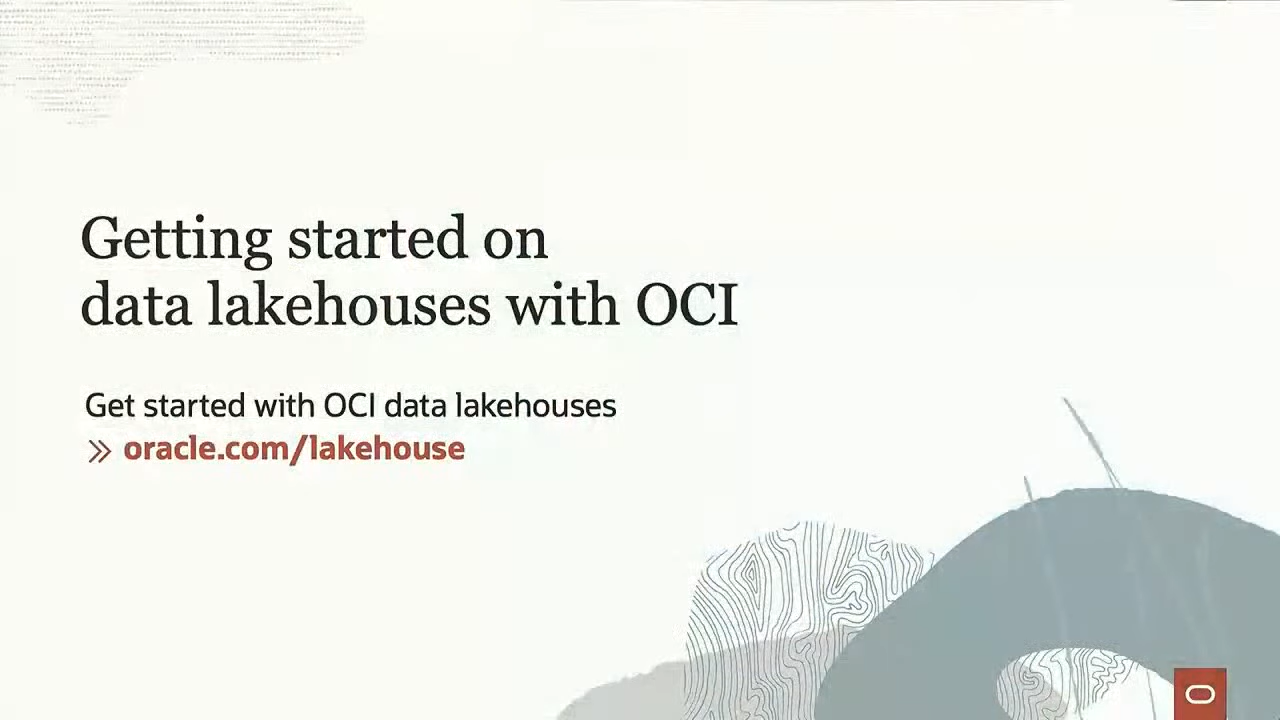 Getting started on
data lakehouses with OCI
Get started with OCI data lakehouses
oracle.com/lakehouse